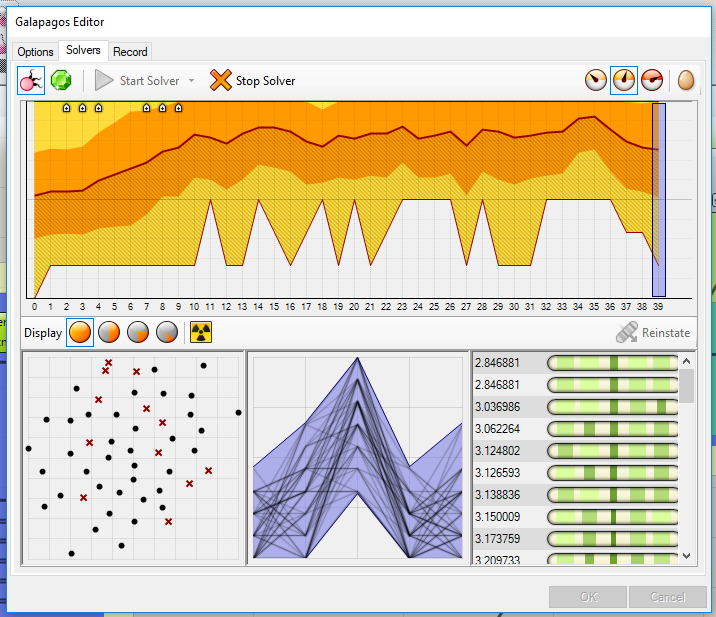 Galapagos Editor
Options Solvers Record
Start Solver Stop Solver
0 1 2 3 4 5 6 7 8 9 10 11 12 13 14 15 16 17 18 19 20 21 22 23 24 25 26 27 28 29 30 31 32 33 34 35 36 37 38 39
Display Reinstate
2.846881
2.846881
3.036986
3.062264
3.124802
3.126593
3.138836
3.150009
3.173759
3.209733
OK Cancel